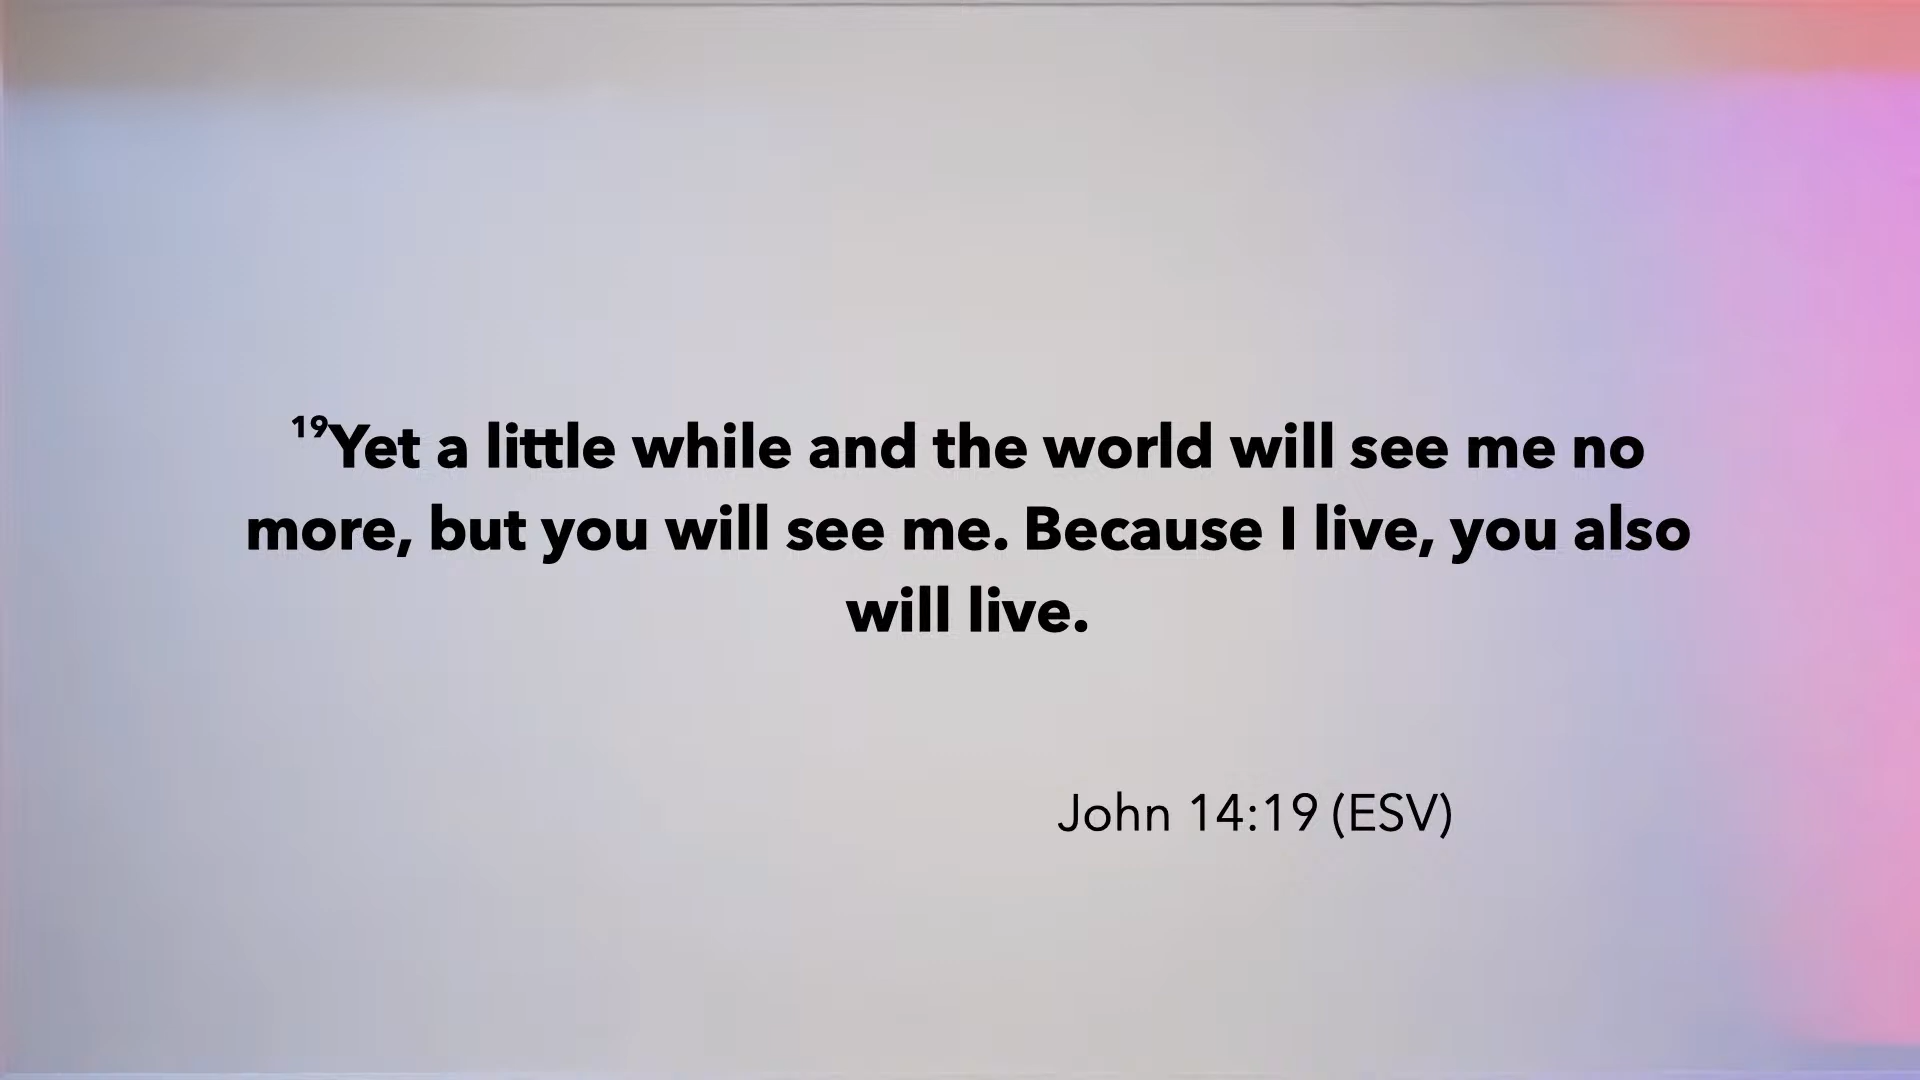 19Yet a little while and the world will see me no
more, but you will see me. Because I live, you also
will live.
John 14:19 (ESV)